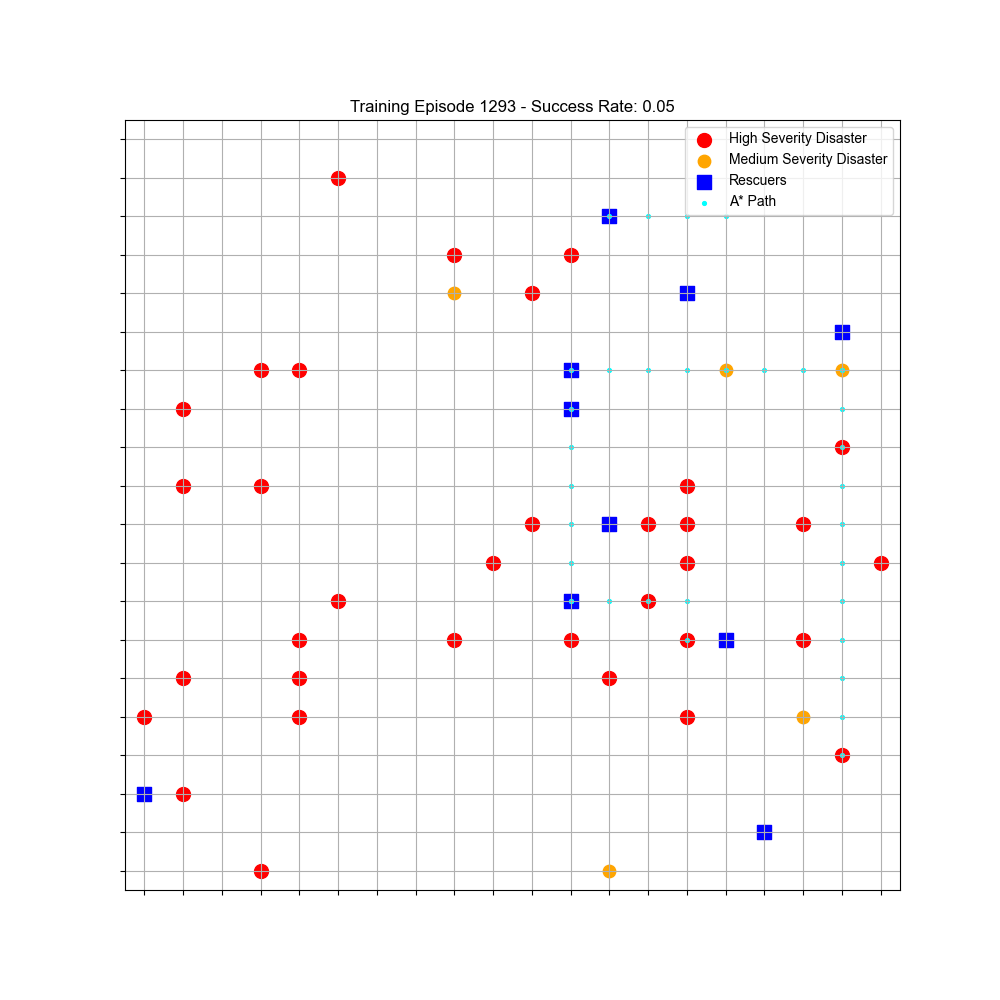 Training Episode 1293 - Success Rate: 0.05
High Severity Disaster
Medium Severity Disaster
Rescuers
A* Path